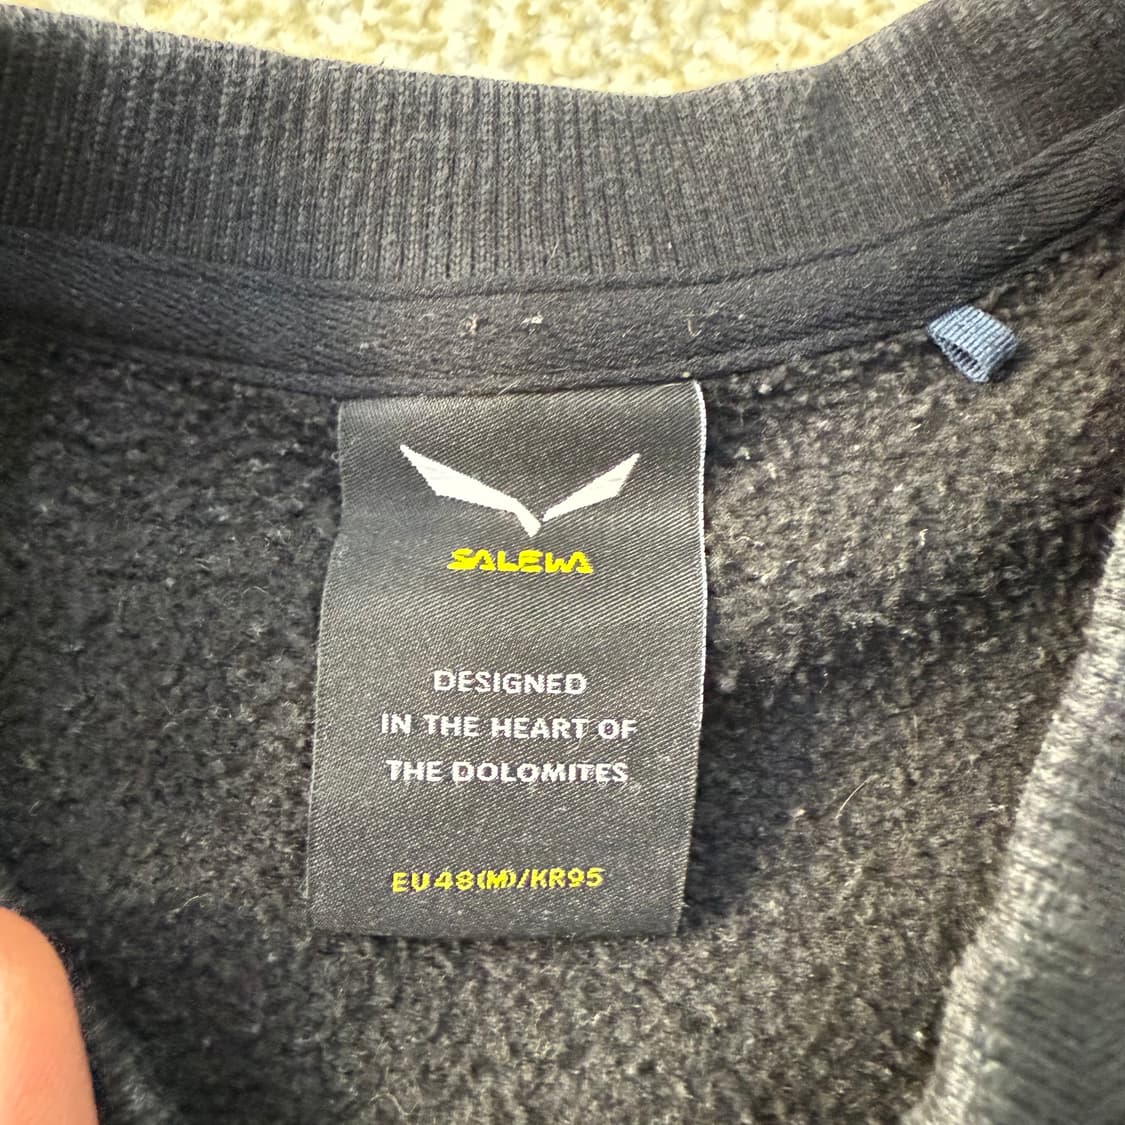 SALEWA
DESIGNED
IN THE HEART OF
THE DOLOMITES
EU48(M)/KR95